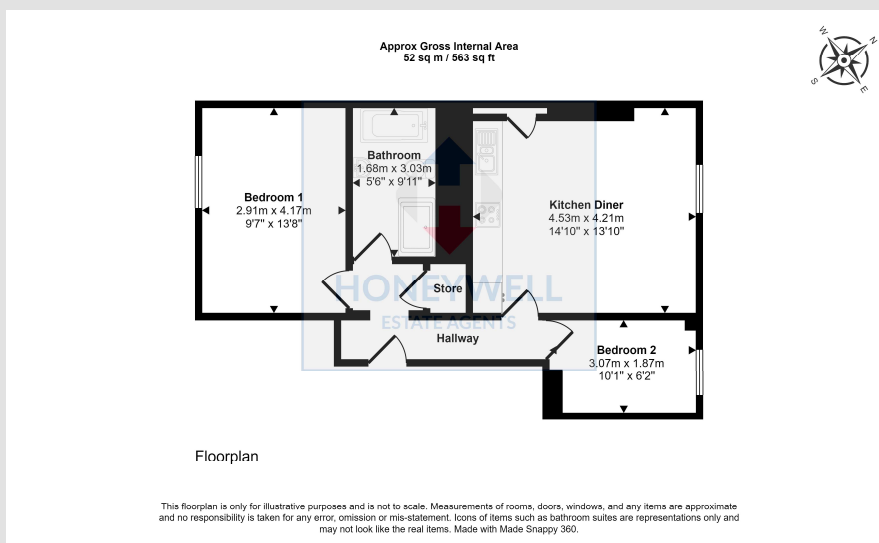 Approx Gross Internal Area
52 sq m / 563 sq ft
W
N
S
E
Bathroom
1.68m x 3.03m
5'6" x 9'11"
Bedroom 1
2.91m x 4.17m
9'7" x 13'8"
Kitchen Diner
4.53m x 4.21m
14'10" x 13'10"
HONEYWELL
ESTATE AGENTS
Store
Hallway
Bedroom 2
3.07m x 1.87m
10'1" x 6'2"
Floorplan
This floorplan is only for illustrative purposes and is not to scale. Measurements of rooms, doors, windows, and any items are approximate
and no responsibility is taken for any error, omission or mis-statement. Icons of items such as bathroom suites are representations only and
may not look like the real items. Made with Made Snappy 360.